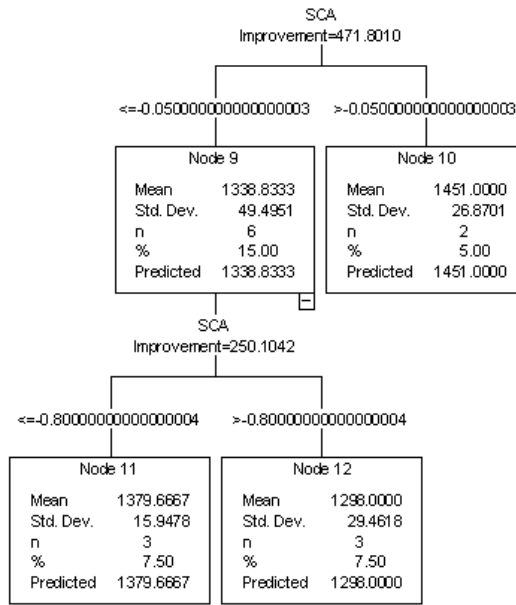 SCA
Improvement=471.8010
<=-0.050000000000000003 >-0.050000000000000003
Node 9
Mean 1338.8333
Std. Dev. 49.4951
n 6
% 15.00
Predicted 1338.8333
Node 10
Mean 1451.0000
Std. Dev. 26.8701
n 2
% 5.00
Predicted 1451.0000
SCA
Improvement=250.1042
<=-0.80000000000000004 >-0.80000000000000004
Node 11
Mean 1379.6667
Std. Dev. 15.9478
n 3
% 7.50
Predicted 1379.6667
Node 12
Mean 1298.0000
Std. Dev. 29.4618
n 3
% 7.50
Predicted 1298.0000